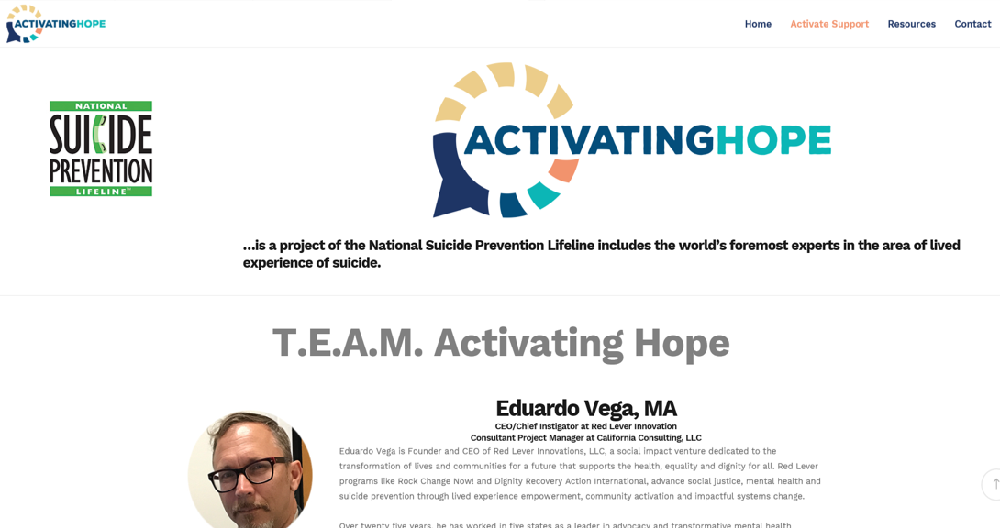 ACTIVATINGHOPE
Home
Activate Support
Resources
Contact
NATIONAL
SUICIDE
PREVENTION
LIFELINE™
ACTIVATINGHOPE
...is a project of the National Suicide Prevention Lifeline includes the world's foremost experts in the area of lived
experience of suicide.
T.E.A.M. Activating Hope
Eduardo Vega, MA
CEO/Chief Instigator at Red Lever Innovation
Consultant Project Manager at California Consulting, LLC
Eduardo Vega is Founder and CEO of Red Lever Innovations, LLC, a social impact venture dedicated to the
transformation of lives and communities for a future that supports the health, equality and dignity for all. Red Lever
programs like Rock Change Now! and Dignity Recovery Action International, advance social justice, mental health and
suicide prevention through lived experience empowerment, community activation and impactful systems change.
Over twenty five years, he has worked in five states as a leader in advocacy and transformative mental health